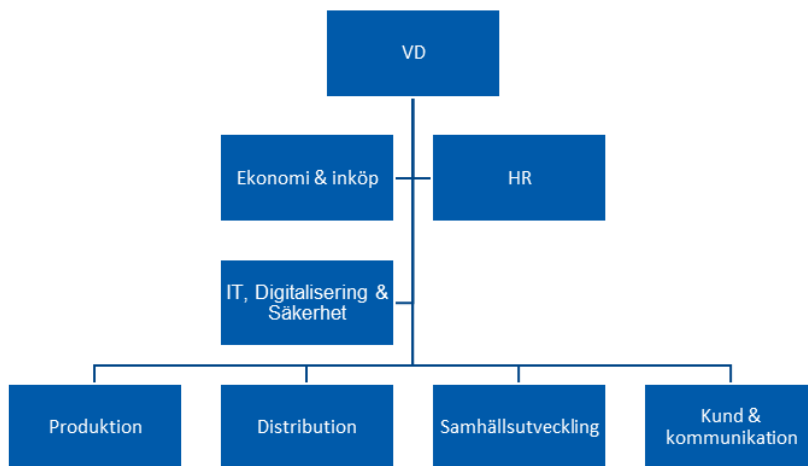 VD
Ekonomi & inköp
HR
IT, Digitalisering &
Säkerhet
Produktion
Distribution
Samhällsutveckling
Kund &
kommunikation